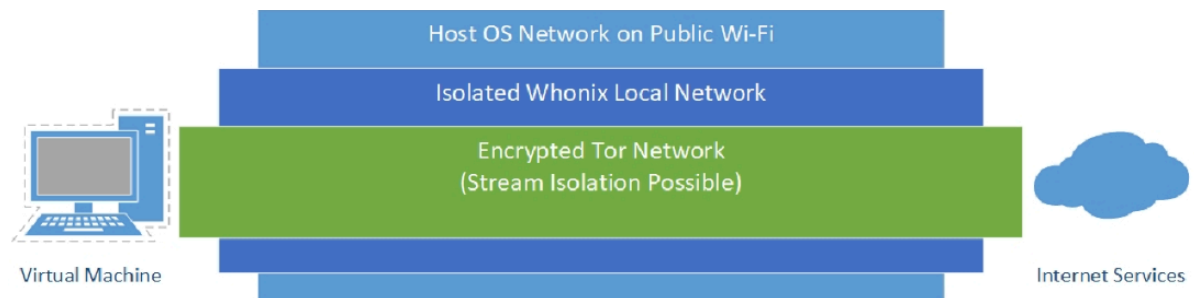 Host OS Network on Public Wi-Fi
Isolated Whonix Local Network
Encrypted Tor Network
(Stream Isolation Possible)
Virtual Machine
Internet Services